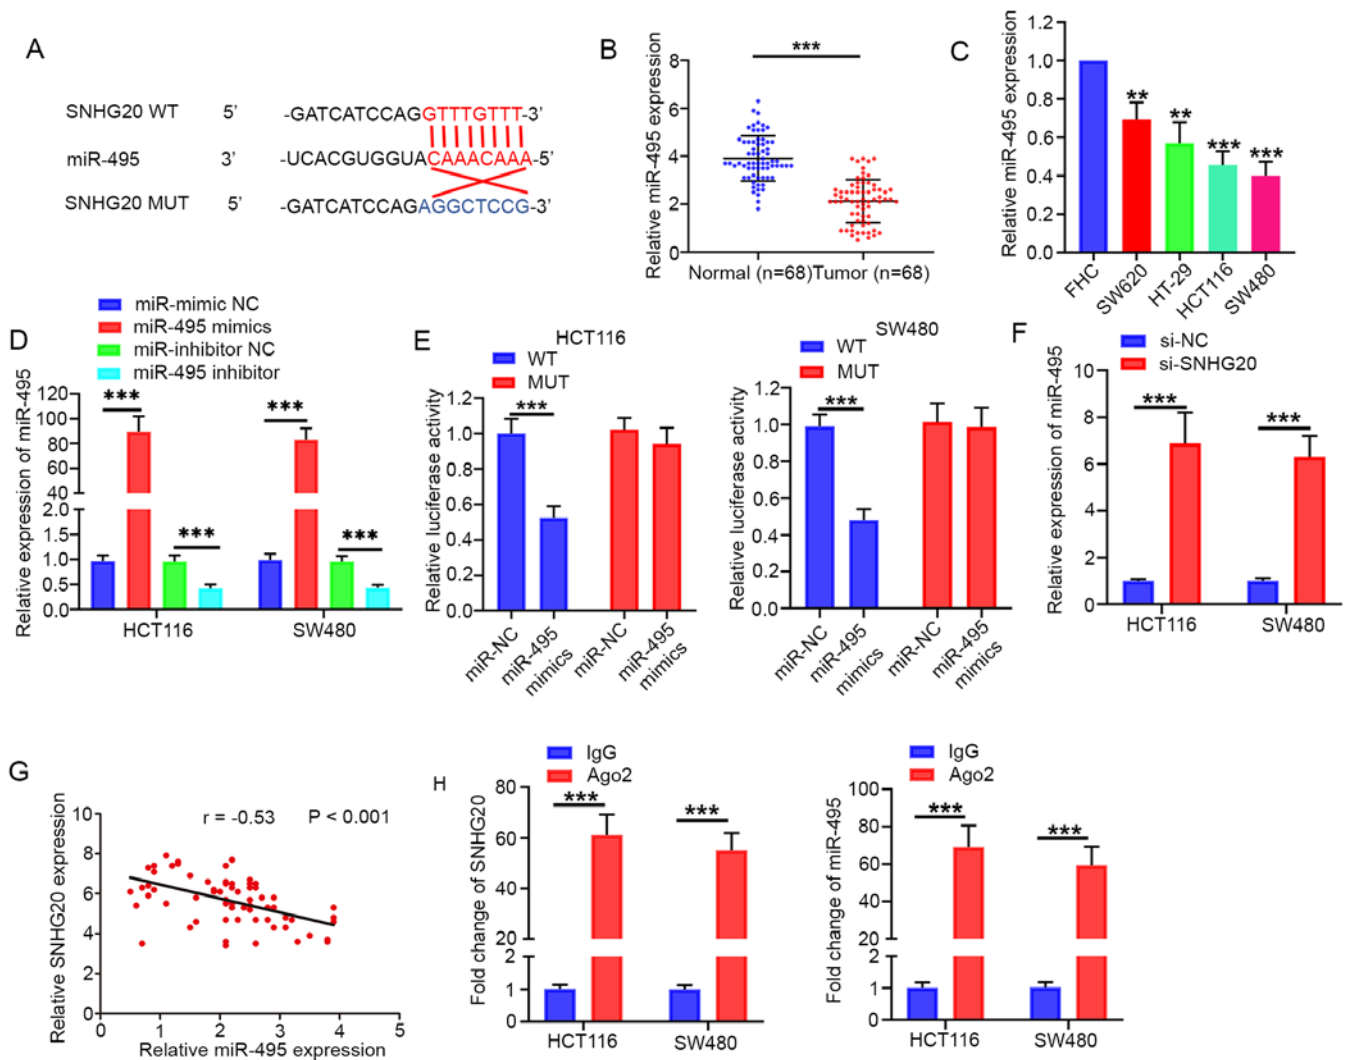 A
SNHG20 WT 5’ -GATCATCCAGGTTTGTTT-3’
miR-495 3’ -UCACGUGGUACAAACAAA-5’
SNHG20 MUT 5’ -GATCATCCAGAGGCTCCG-3’
B
Relative miR-495 expression
8
6
4
2
0
***
Normal (n=68) Tumor (n=68)
C
Relative miR-495 expression
1.2
1.0
0.8
0.6
0.4
0.2
0.0
** ** *** ***
FHC SW620 HT-29 HCT116 SW480
D
miR-mimic NC
miR-495 mimics
miR-inhibitor NC
miR-495 inhibitor
Relative expression of miR-495
120
100
80
60
40
2.0
1.5
1.0
0.5
0.0
*** *** *** ***
HCT116 SW480
E
HCT116
WT
MUT
Relative luciferase activity
1.2
1.0
0.8
0.6
0.4
0.2
0.0
***
miR-NC miR-495 mimics miR-NC miR-495 mimics
SW480
WT
MUT
Relative luciferase activity
1.2
1.0
0.8
0.6
0.4
0.2
0.0
***
miR-NC miR-495 mimics miR-NC miR-495 mimics
F
si-NC
si-SNHG20
Relative expression of miR-495
10
8
6
4
2
0
*** ***
HCT116 SW480
G
Relative SNHG20 expression
r = -0.53 P < 0.001
10
8
6
4
2
0
0 1 2 3 4 5
Relative miR-495 expression
H
IgG
Ago2
Fold change of SNHG20
80
60
40
20
2
1
0
*** ***
HCT116 SW480
IgG
Ago2
Fold change of miR-495
100
80
60
40
20
2
1
0
*** ***
HCT116 SW480